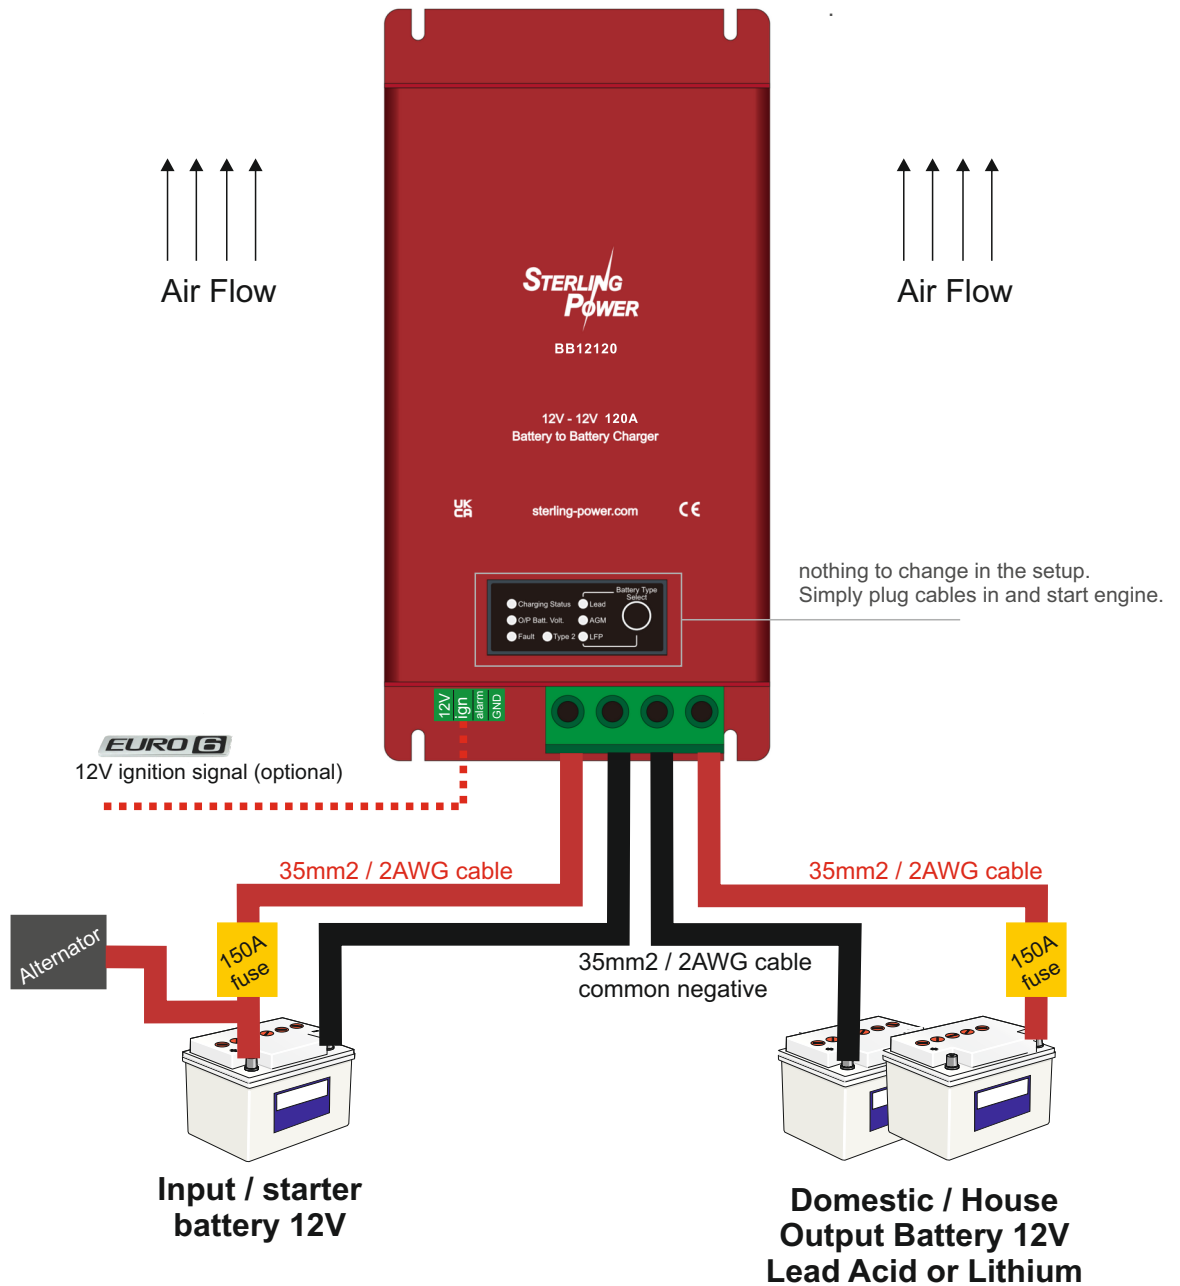 Air Flow
Air Flow
STERLING
POWER
BB12120
12V - 12V 120A
Battery to Battery Charger
UK
CA
sterling-power.com
CE
nothing to change in the setup.
Simply plug cables in and start engine.
Battery Type
Select
Charging Status
Lead
O/P Batt. Volt.
AGM
Fault
Type 2
LFP
12V
ign
alarm
GND
EURO 6
12V ignition signal (optional)
35mm2 / 2AWG cable
35mm2 / 2AWG cable
Alternator
150A
fuse
35mm2 / 2AWG cable
common negative
150A
fuse
Input / starter
battery 12V
Domestic / House
Output Battery 12V
Lead Acid or Lithium